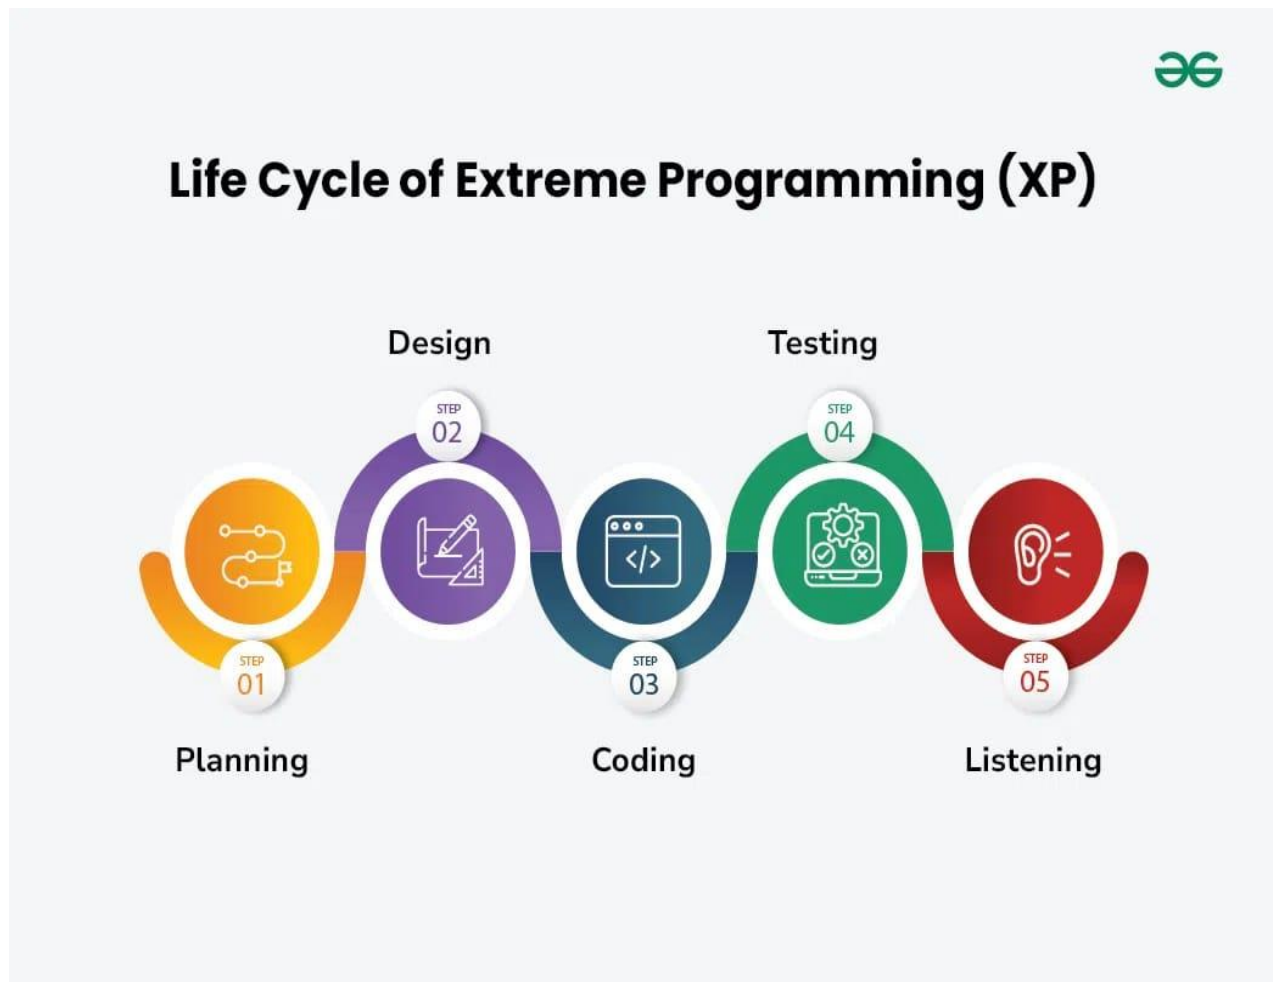 Life Cycle of Extreme Programming (XP)
Design
Testing
STEP
02
STEP
04
</>
STEP
01
STEP
03
STEP
05
Planning
Coding
Listening